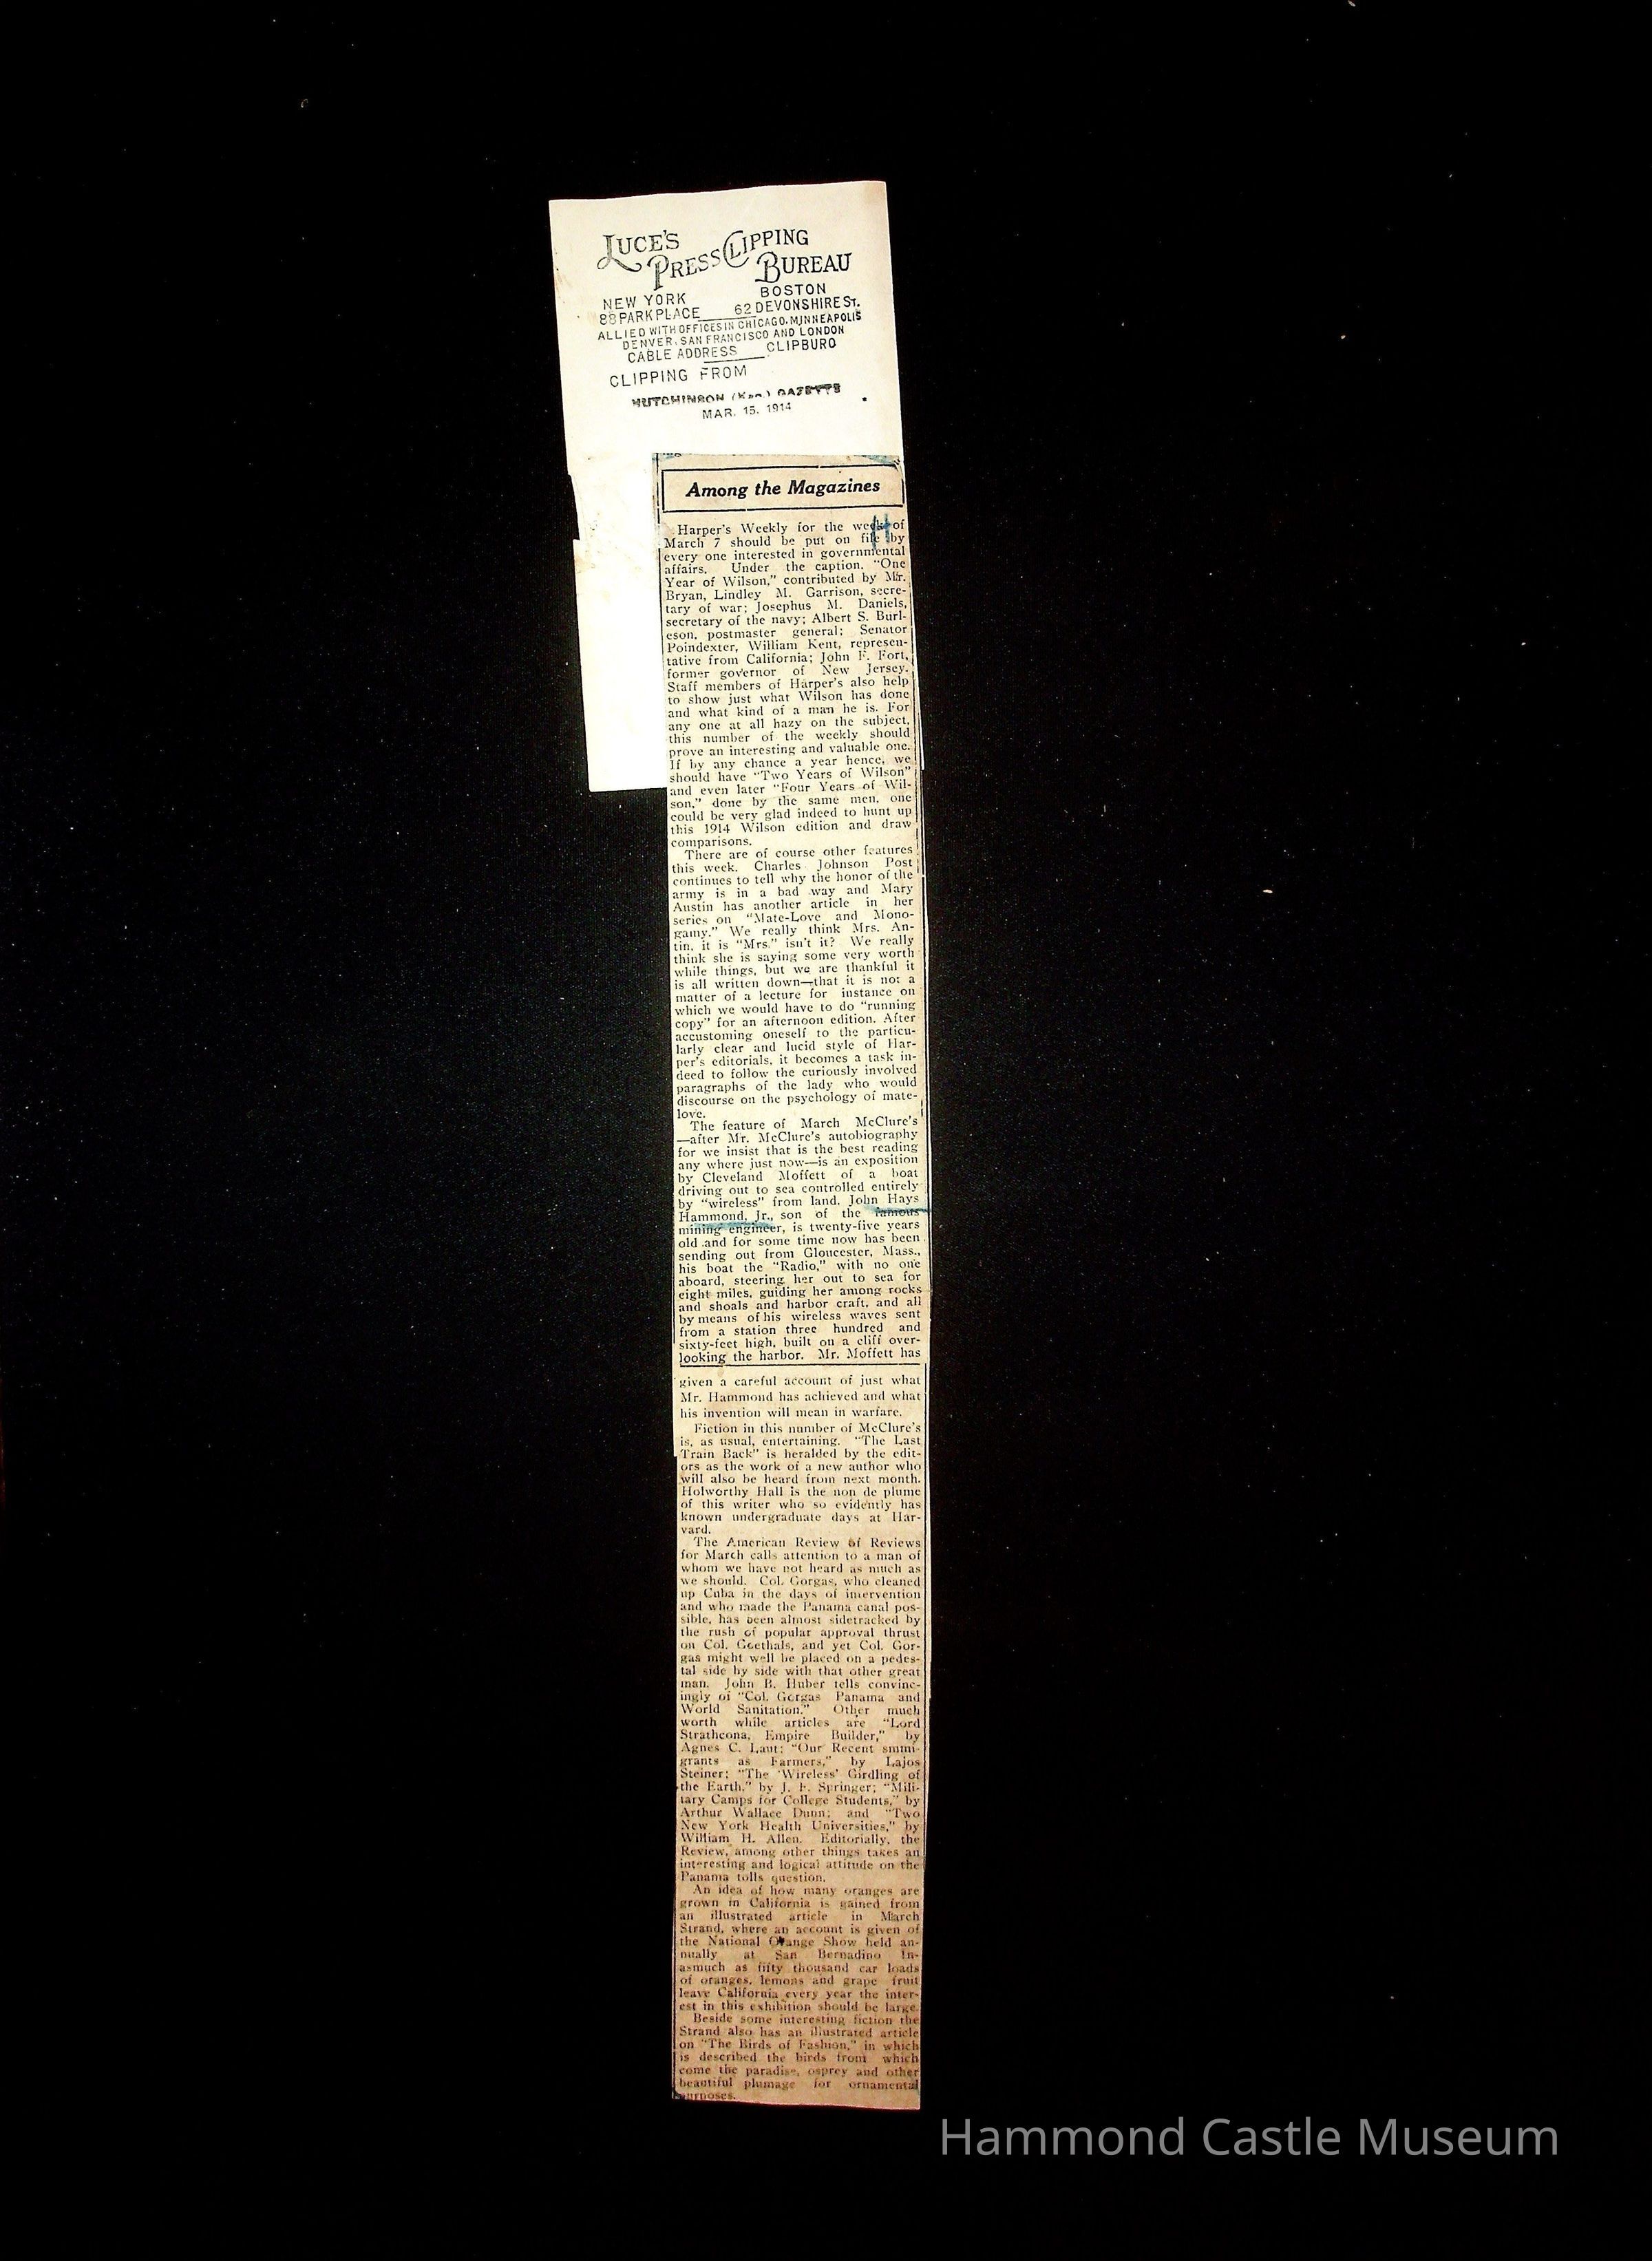 LUCE'S
PRESS CLIPPING
BUREAU
NEW YORK BOSTON
88 PARK PLACE 62 DEVONSHIRE ST.
ALLIED WITH OFFICES IN CHICAGO, MINNEAPOLIS
DENVER, SAN FRANCISCO AND LONDON
CABLE ADDRESS CLIPBURO
CLIPPING FROM
HUTCHINSON (Kan.) GAZETTE
MAR. 15, 1914
Among the Magazines
H
Harper's Weekly for the week of
March 7 should be put on file by
every one interested in governmental
affairs. Under the caption, "One
Year of Wilson," contributed by Mr.
Bryan, Lindley M. Garrison, secre-
tary of war; Josephus M. Daniels,
secretary of the navy; Albert S. Burl-
eson, postmaster general; Senator
Poindexter, William Kent, represen-
tative from California; John F. Fort,
former governor of New Jersey.
Staff members of Harper's also help
to show just what Wilson has done
and what kind of a man he is. For
any one at all hazy on the subject,
this number of the weekly should
prove an interesting and valuable one.
If by any chance a year hence, we
should have "Two Years of Wilson"
and even later "Four Years of Wil-
son," done by the same men, one
could be very glad indeed to hunt up
this 1914 Wilson edition and draw
comparisons.
There are of course other features
this week. Charles Johnson Post
continues to tell why the honor of the
army is in a bad way and Mary
Austin has another article in her
series on "Mate-Love and Mono-
gamy." We really think Mrs. An-
tin, it is "Mrs." isn't it? We really
think she is saying some very worth
while things, but we are thankful it
is all written down—that it is not a
matter of a lecture for instance on
which we would have to do "running
copy" for an afternoon edition. After
accustoming oneself to the particu-
larly clear and lucid style of Har-
per's editorials, it becomes a task in-
deed to follow the curiously involved
paragraphs of the lady who would
discourse on the psychology of mate-
love.
The feature of March McClure's
—after Mr. McClure's autobiography
for we insist that is the best reading
any where just now—is an exposition
by Cleveland Moffett of a boat
driving out to sea controlled entirely
by "wireless" from land. John Hays
Hammond, Jr., son of the famous
mining engineer, is twenty-five years
old and for some time now has been
sending out from Gloucester, Mass.,
his boat the "Radio," with no one
aboard, steering her out to sea for
eight miles, guiding her among rocks
and shoals and harbor craft, and all
by means of his wireless waves sent
from a station three hundred and
sixty-feet high, built on a cliff over-
looking the harbor. Mr. Moffett has
given a careful account of just what
Mr. Hammond has achieved and what
his invention will mean in warfare.
Fiction in this number of McClure's
is, as usual, entertaining. "The Last
Train Back" is heralded by the edit-
ors as the work of a new author who
will also be heard from next month.
Holworthy Hall is the non de plume
of this writer who so evidently has
known undergraduate days at Har-
vard.
The American Review of Reviews
for March calls attention to a man of
whom we have not heard as much as
we should. Col. Gorgas, who cleaned
up Cuba in the days of intervention
and who made the Panama canal pos-
sible, has been almost sidetracked by
the rush of popular approval thrust
on Col. Goethals, and yet Col. Gor-
gas might well be placed on a pedes-
tal side by side with that other great
man. John B. Huber tells convinc-
ingly of "Col. Gorgas Panama and
World Sanitation." Other much
worth while articles are "Lord
Strathcona, Empire Builder," by
Agnes C. Laut; "Our Recent smmi-
grants as Farmers," by Lajos
Steiner; "The 'Wireless' Girdling of
the Earth," by J. F. Springer; "Mili-
tary Camps for College Students," by
Arthur Wallace Dunn; and "Two
New York Health Universities," by
William H. Allen. Editorially, the
Review, among other things takes an
interesting and logical attitude on the
Panama tolls question.
An idea of how many oranges are
grown in California is gained from
an illustrated article in March
Strand, where an account is given of
the National Orange Show held an-
nually at San Bernadino In-
asmuch as fifty thousand car loads
of oranges, lemons and grape fruit
leave California every year the inter-
est in this exhibition should be large.
Beside some interesting fiction the
Strand also has an illustrated article
on "The Birds of Fashion," in which
is described the birds from which
come the paradise, osprey and other
beautiful plumage for ornamental
purposes.
Hammond Castle Museum